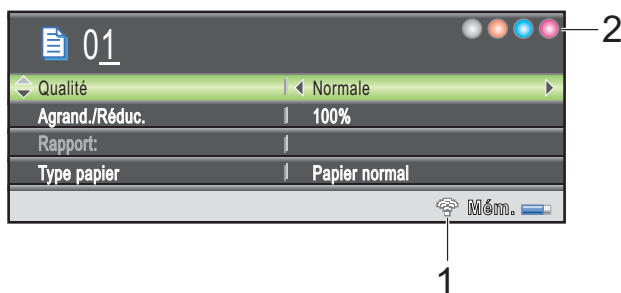 01
2
Qualité Normale
Agrand./Réduc. 100%
Rapport:
Type papier Papier normal
Mém.
1